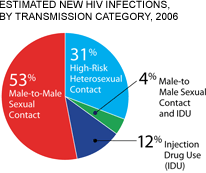 ESTIMATED NEW HIV INFECTIONS,
BY TRANSMISSION CATEGORY, 2006
31%
High-Risk
Heterosexual
Contact
53%
Male-to-Male
Sexual
Contact
4% Male-to
Male Sexual
Contact
and IDU
12% Injection
Drug Use
(IDU)